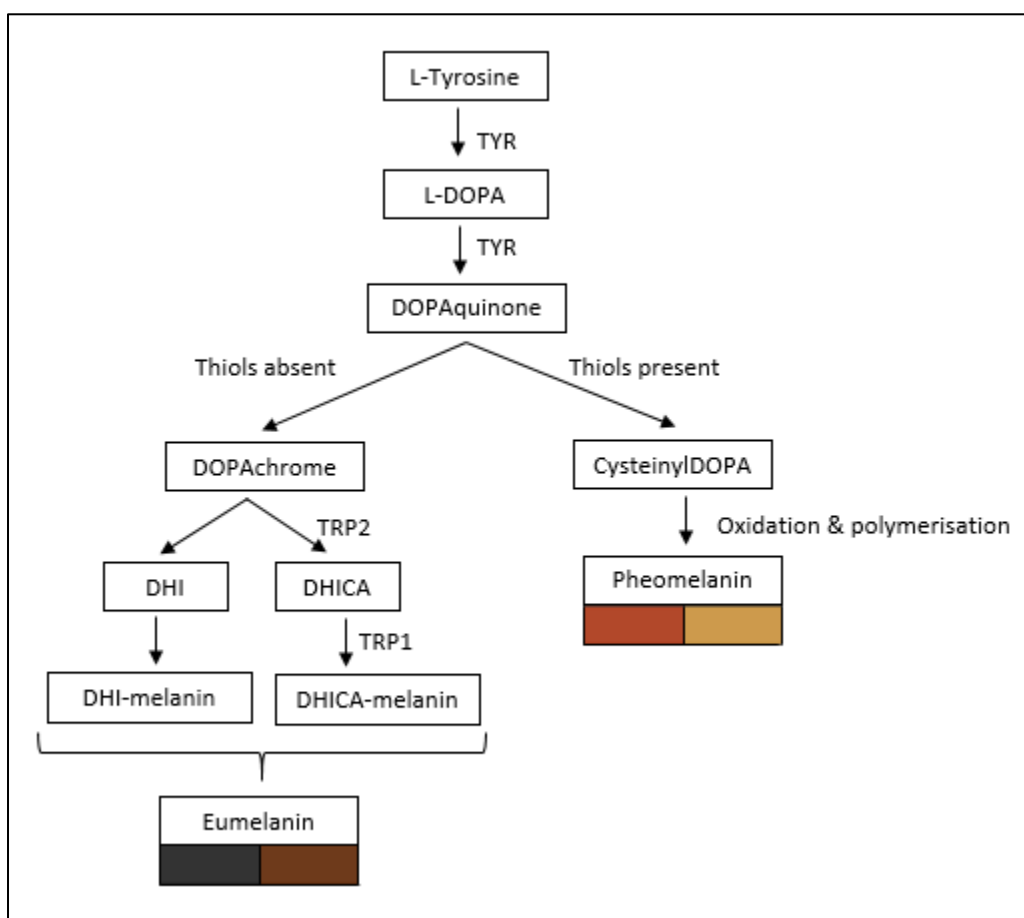 L-Tyrosine
TYR
L-DOPA
TYR
DOPAquinone
Thiols absent
Thiols present
DOPAchrome
CysteinylDOPA
TRP2
Oxidation & polymerisation
DHI
DHICA
Pheomelanin
TRP1
DHI-melanin
DHICA-melanin
Eumelanin